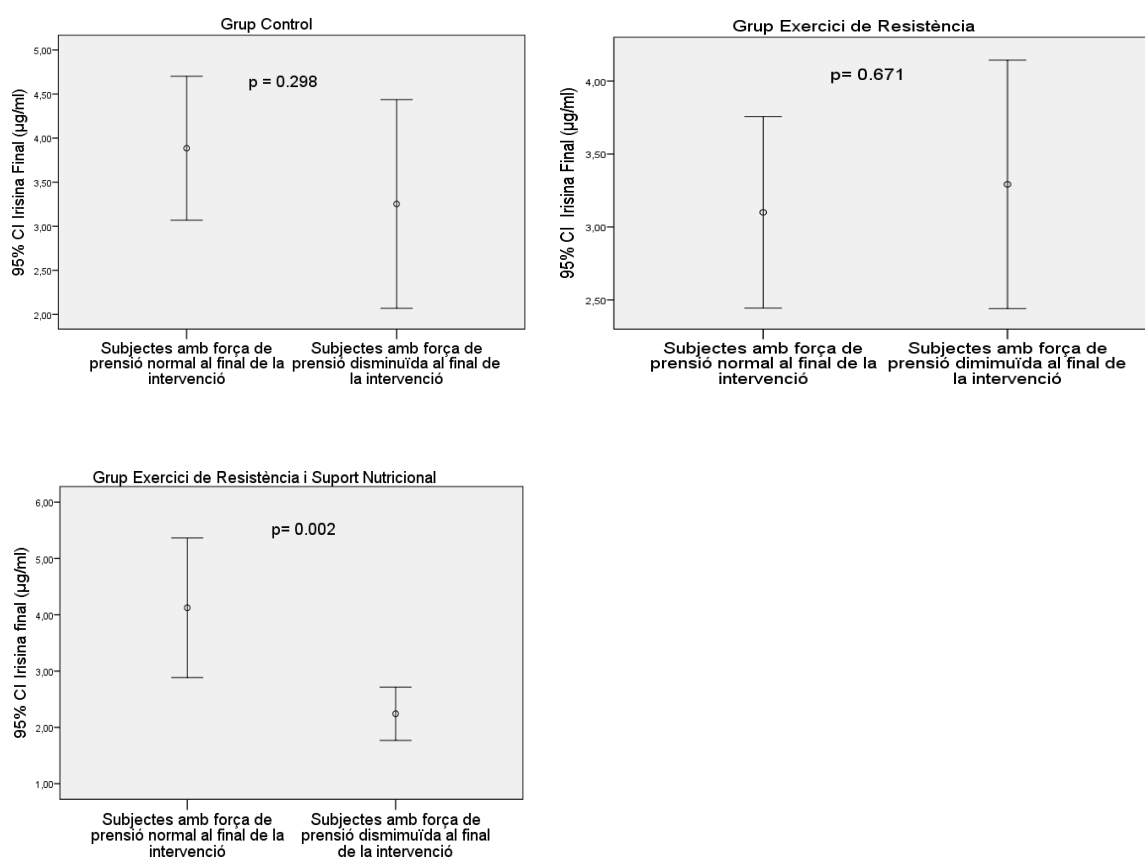 Grup Control
95% CI Irisina Final (µg/ml)
5,00
4,50
4,00
3,50
3,00
2,50
2,00
p = 0.298
Subjectes amb força de
prensió normal al final de la
intervenció
Subjectes amb força de
prensió disminuïda al final de
la intervenció
Grup Exercici de Resistència
95% CI Irisina Final (µg/ml)
4,00
3,50
3,00
2,50
p= 0.671
Subjectes amb força de
prensió normal al final de la
intervenció
Subjectes amb força de
prensió dimimuïda al final de
la intervenció
Grup Exercici de Resistència i Suport Nutricional
95% CI Irisina final (µg/ml)
6,00
5,00
4,00
3,00
2,00
1,00
p= 0.002
Subjectes amb força de
prensió normal al final de la
intervenció
Subjectes amb força de
prensió dismimuïda al final
de la intervenció